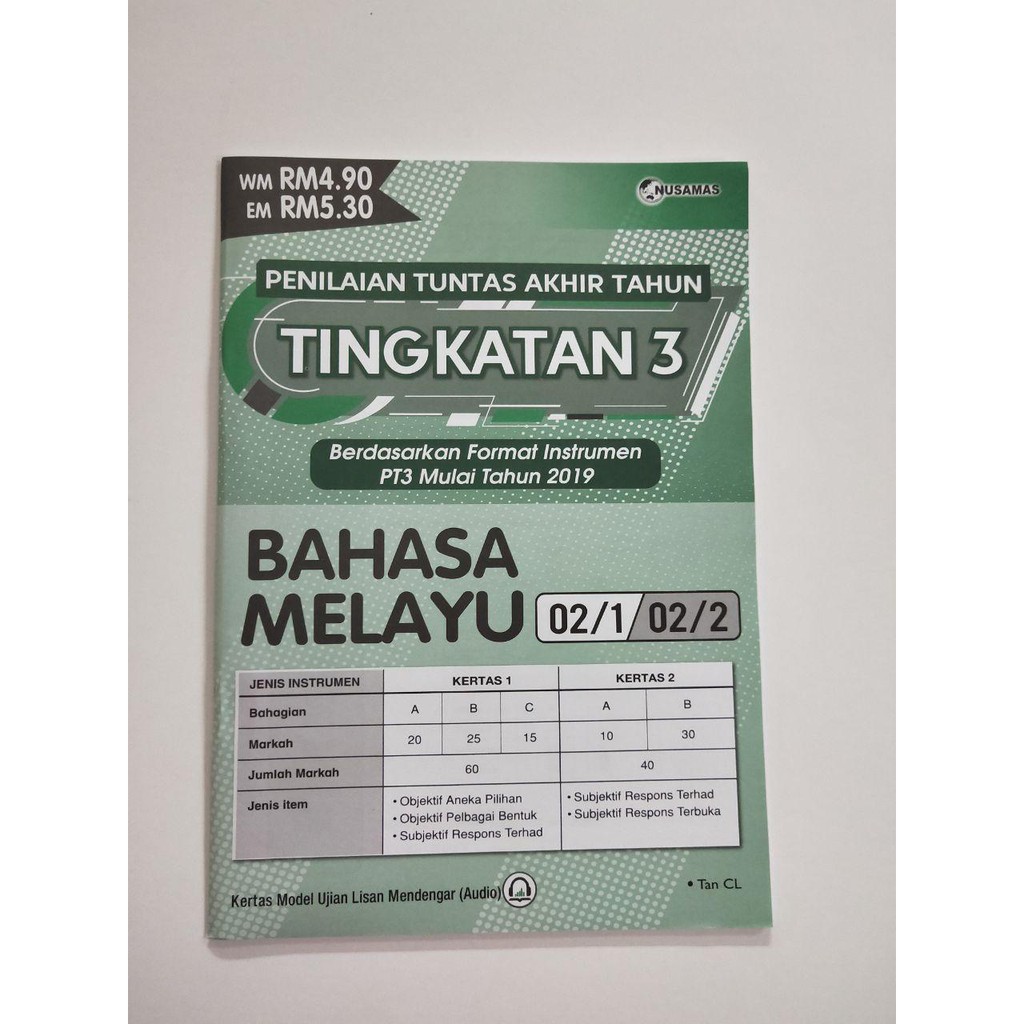 WM RM4.90
EM RM5.30
NUSAMAS
PENILAIAN TUNTAS AKHIR TAHUN
TINGKATAN 3
Berdasarkan Format Instrumen
PT3 Mulai Tahun 2019
BAHASA
MELAYU 02/1 / 02/2
JENIS INSTRUMEN KERTAS 1 KERTAS 2
Bahagian A B C A B
Markah 20 25 15 10 30
Jumlah Markah 60 40
Jenis item • Objektif Aneka Pilihan • Subjektif Respons Terhad
• Objektif Pelbagai Bentuk • Subjektif Respons Terbuka
• Subjektif Respons Terhad
Kertas Model Ujian Lisan Mendengar (Audio)
• Tan CL